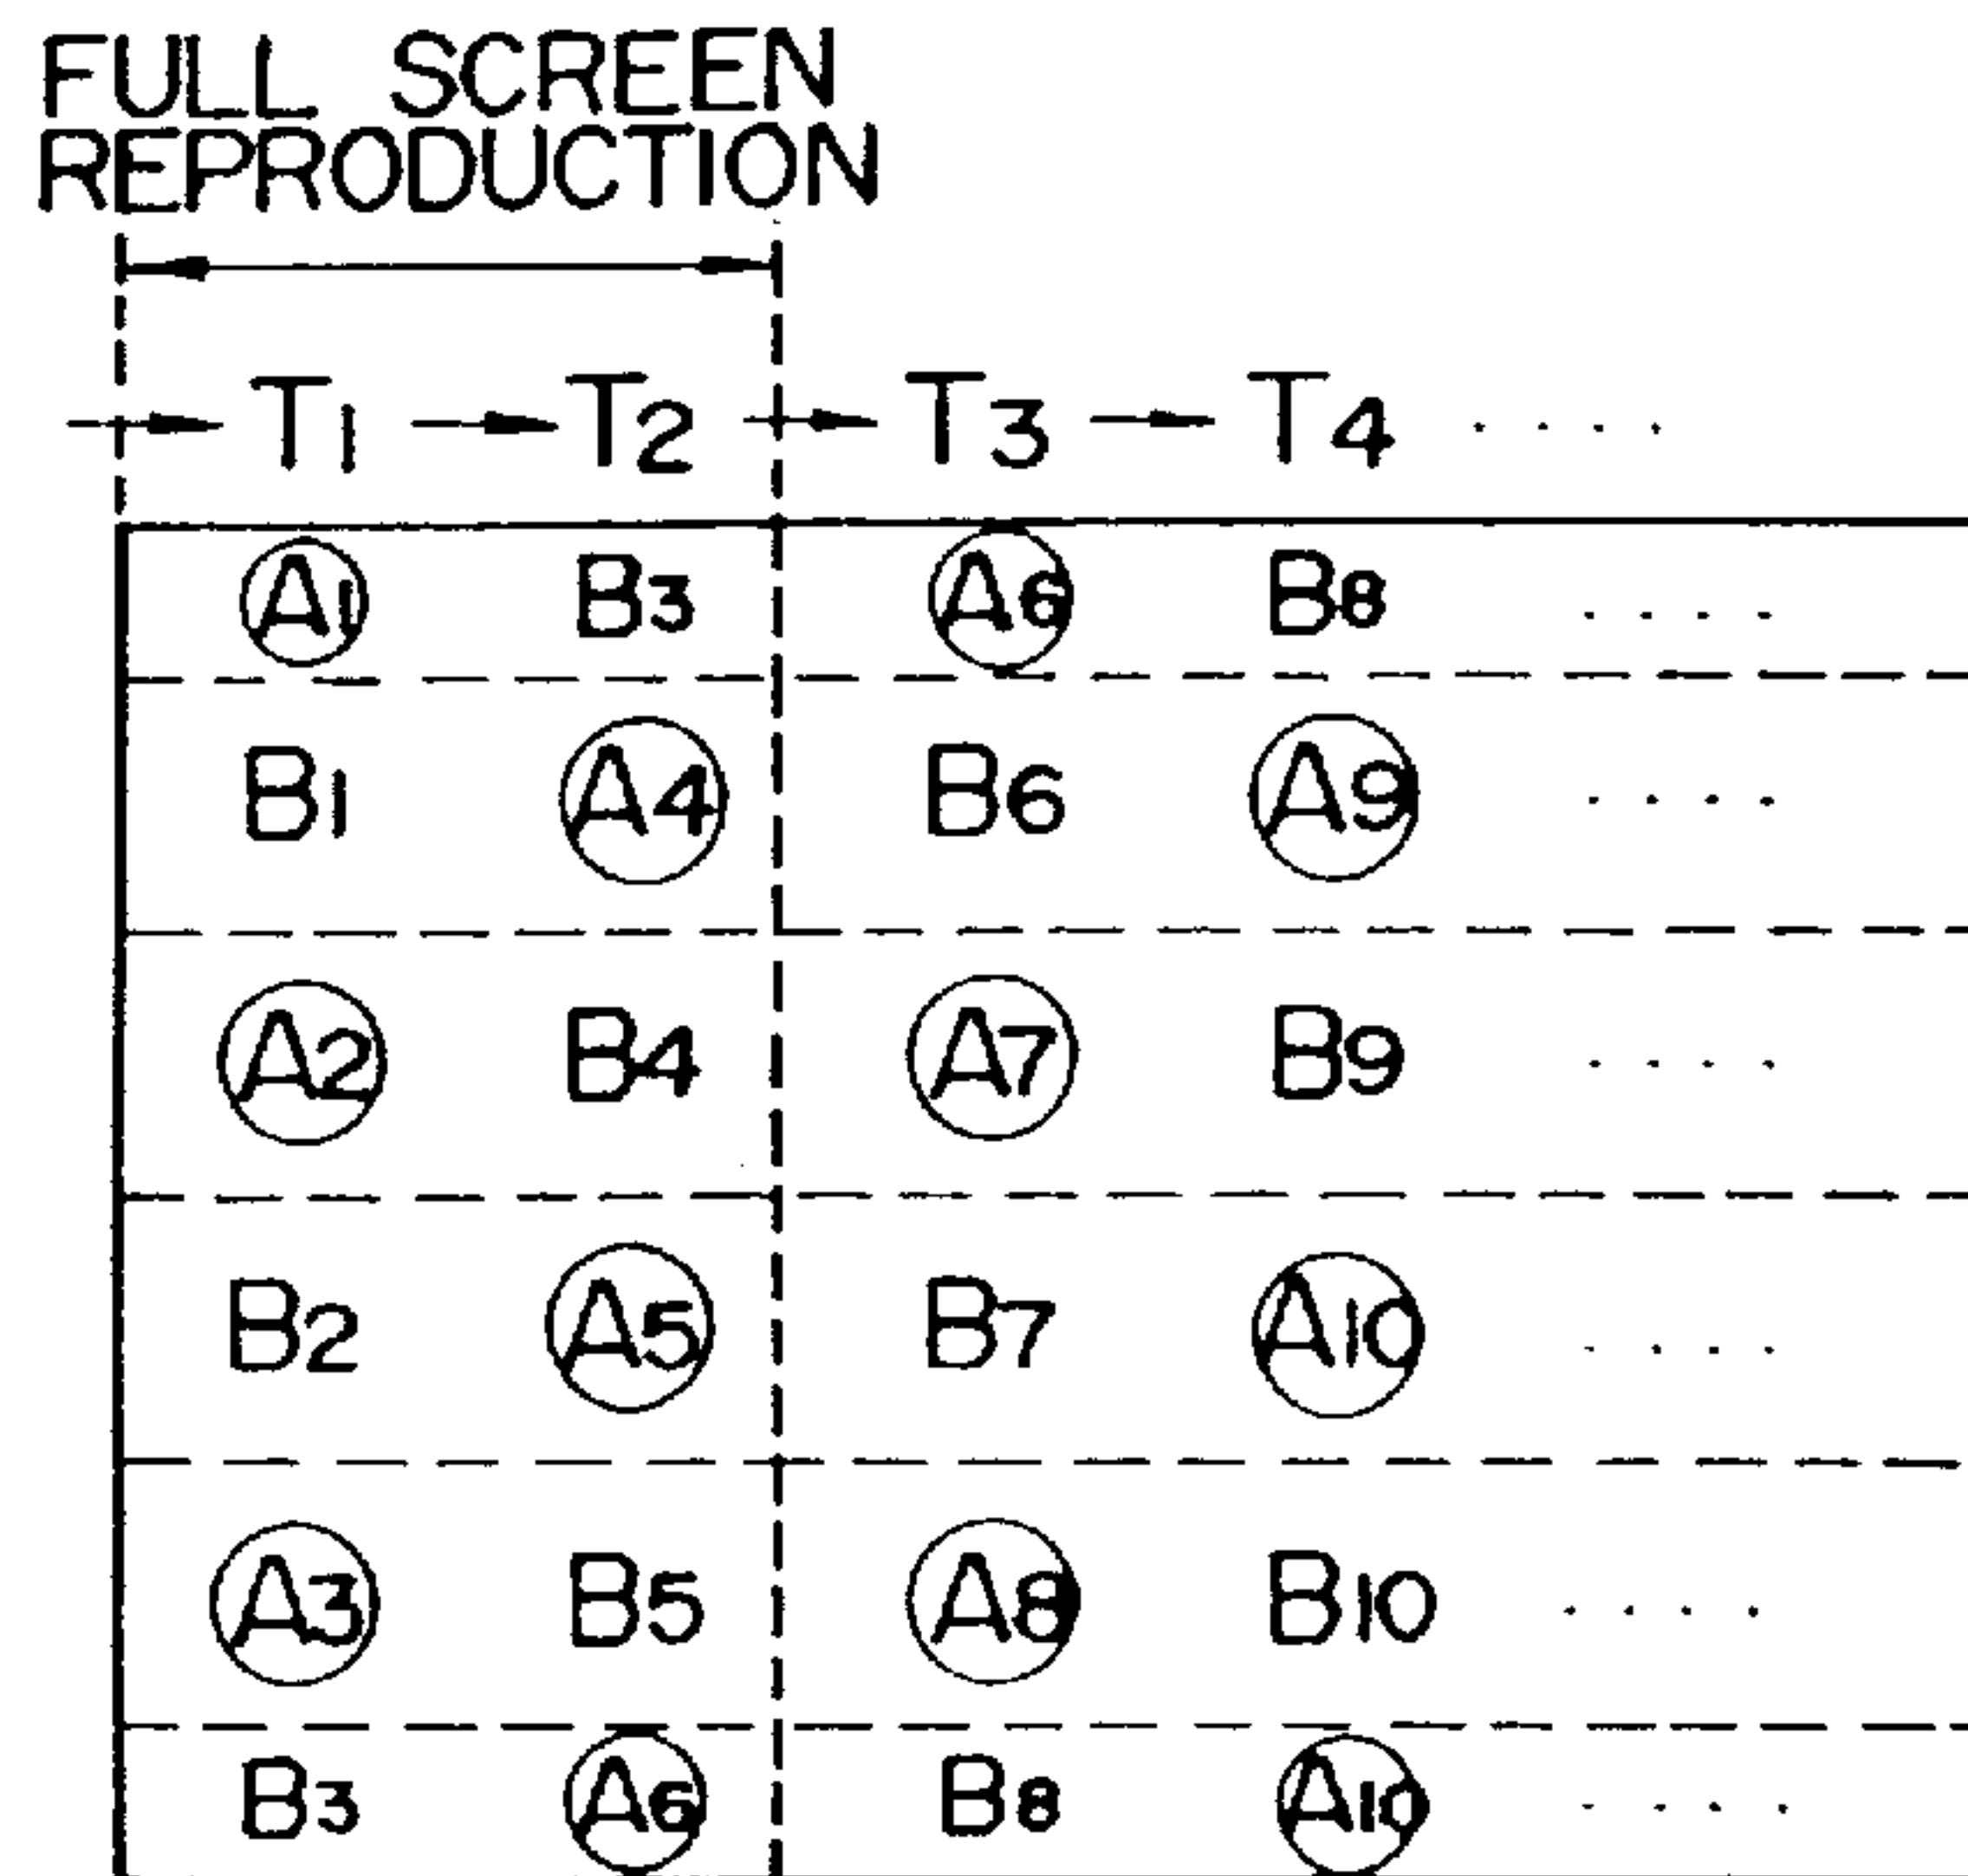 FULL SCREEN
REPRODUCTION
T1 T2 T3 T4 ....
A1 B3 A6 B8 ....
B1 A4 B6 A9 ....
A2 B4 A7 B9 ....
B2 A5 B7 A10 ....
A3 B5 A8 B10 ....
B3 A6 B8 A10 ....